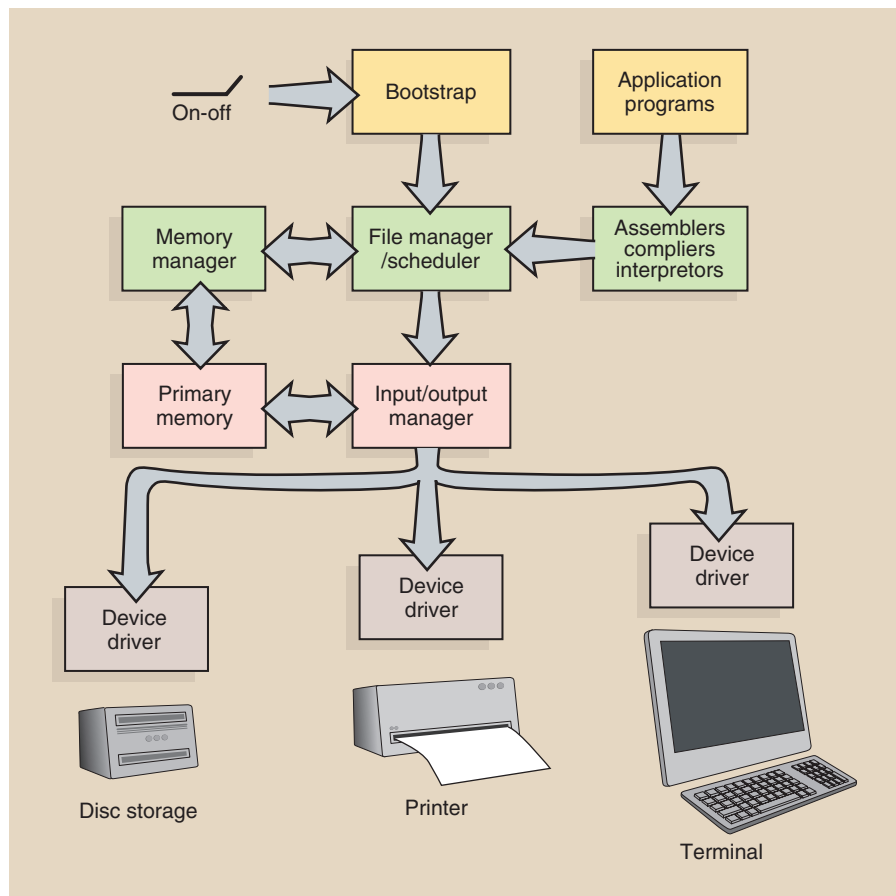 On-off
Bootstrap
Application
programs
Memory
manager
File manager
/scheduler
Assemblers
compliers
interpretors
Primary
memory
Input/output
manager
Device
driver
Device
driver
Device
driver
Disc storage
Printer
Terminal